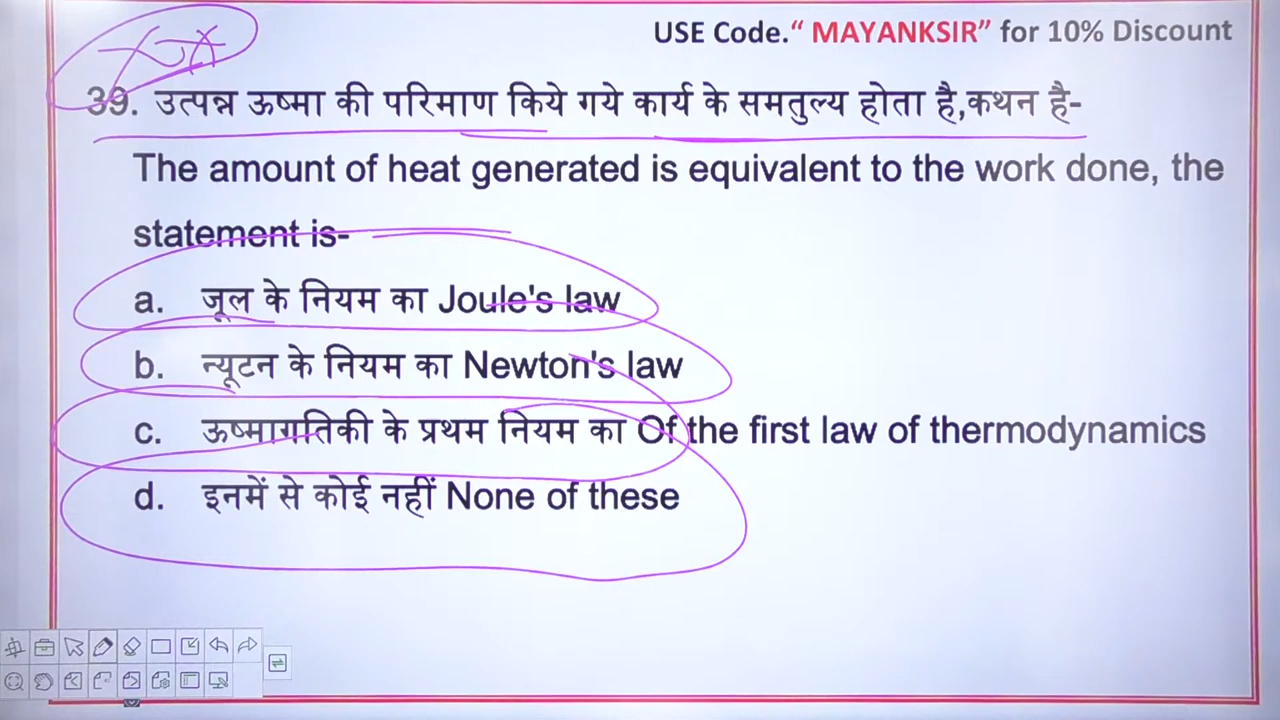 USE Code.“ MAYANKSIR” for 10% Discount
39. उत्पन्न ऊष्मा की परिमाण किये गये कार्य के समतुल्य होता है,कथन है-
The amount of heat generated is equivalent to the work done, the
statement is-
a. जूल के नियम का Joule's law
b. न्यूटन के नियम का Newton's law
c. ऊष्मागतिकी के प्रथम नियम का Of the first law of thermodynamics
d. इनमें से कोई नहीं None of these